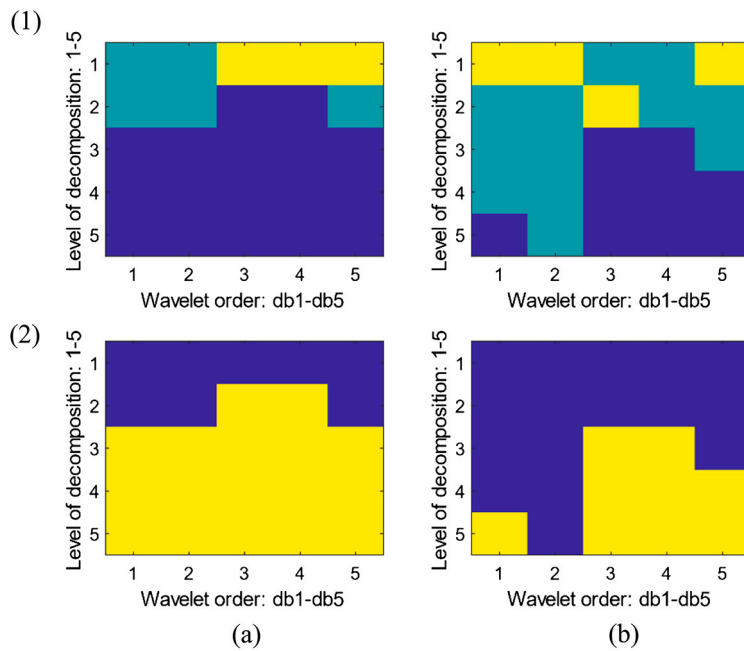 (1)
Level of decomposition: 1-5
1
2
3
4
5
1 2 3 4 5
Wavelet order: db1-db5
1
2
3
4
5
Level of decomposition: 1-5
1 2 3 4 5
Wavelet order: db1-db5
(2)
Level of decomposition: 1-5
1
2
3
4
5
1 2 3 4 5
Wavelet order: db1-db5
(a)
Level of decomposition: 1-5
1
2
3
4
5
1 2 3 4 5
Wavelet order: db1-db5
(b)